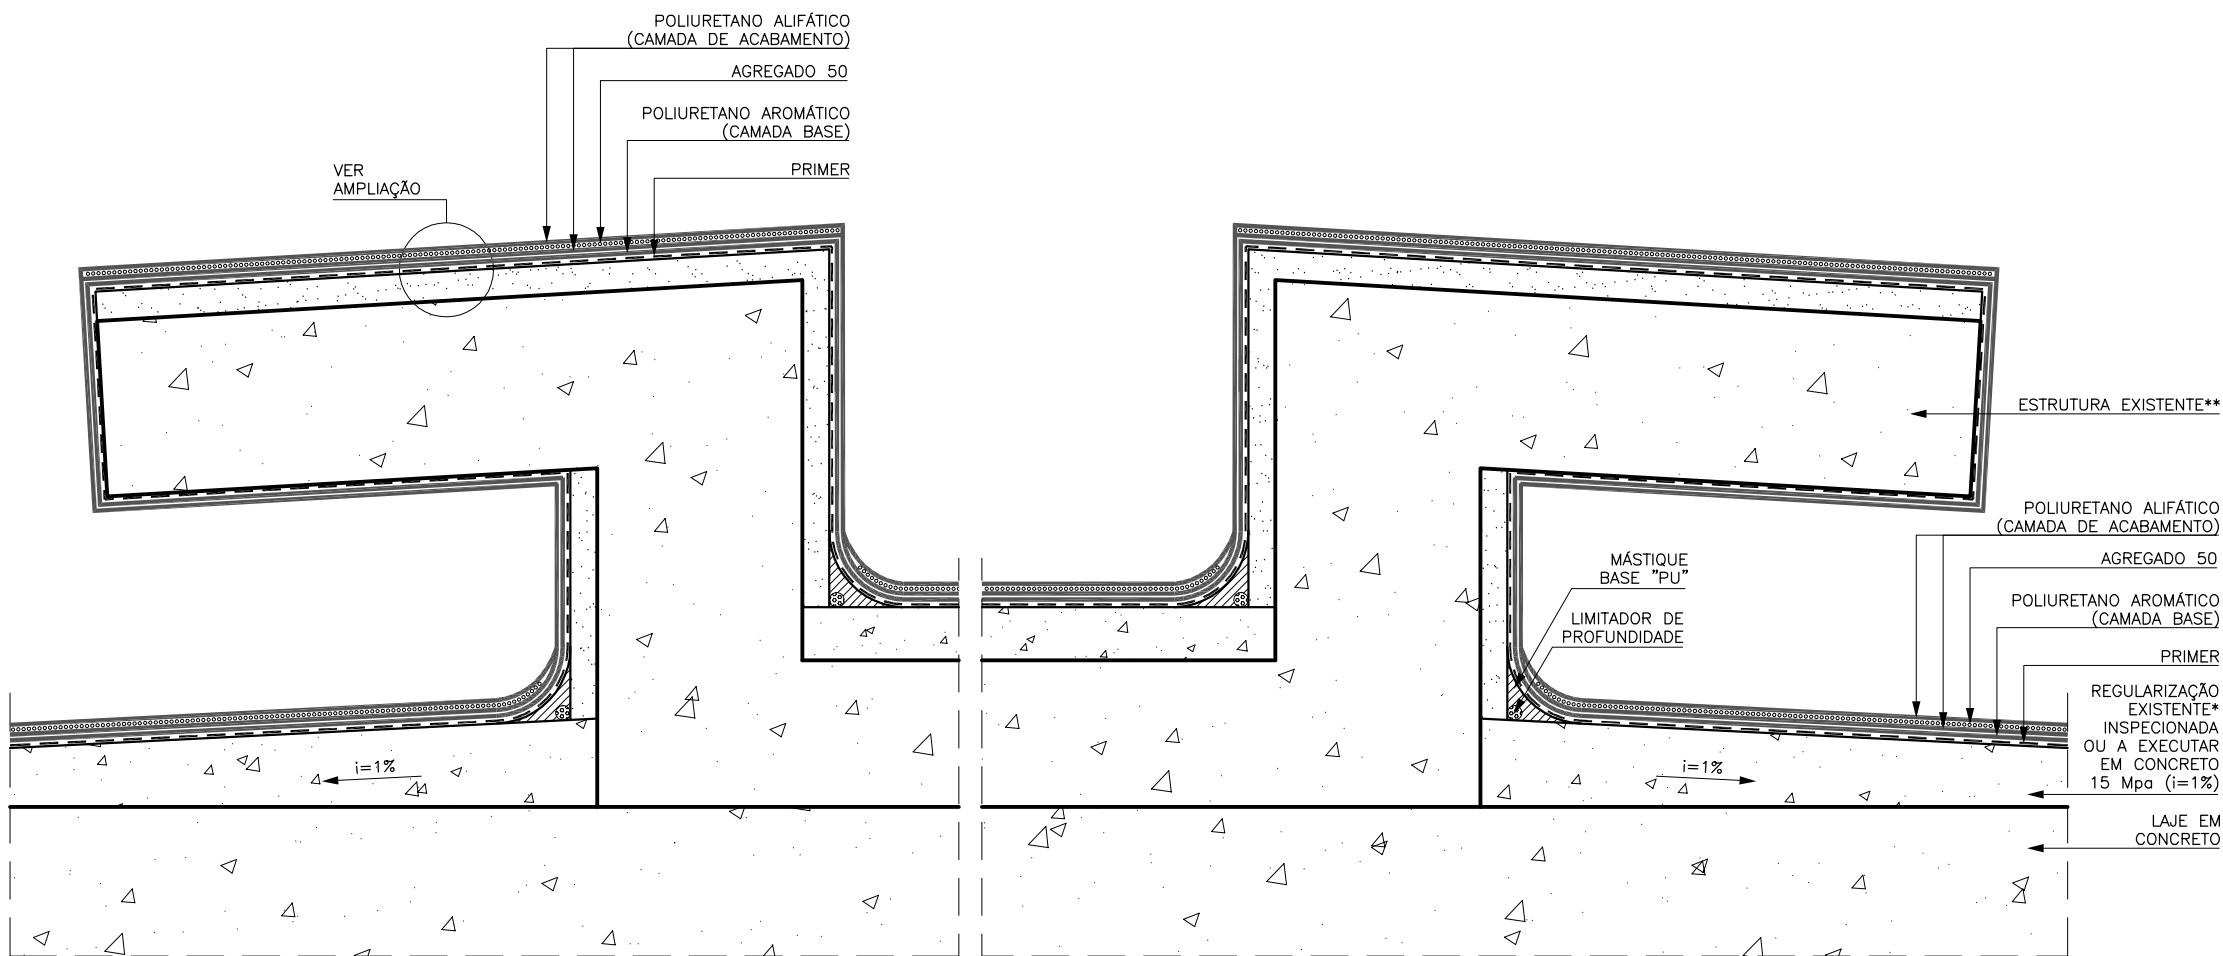 POLIURETANO ALIFÁTICO
(CAMADA DE ACABAMENTO)
AGREGADO 50
POLIURETANO AROMÁTICO
(CAMADA BASE)
PRIMER
VER
AMPLIAÇÃO
ESTRUTURA EXISTENTE**
POLIURETANO ALIFÁTICO
(CAMADA DE ACABAMENTO)
AGREGADO 50
POLIURETANO AROMÁTICO
(CAMADA BASE)
PRIMER
MÁSTIQUE
BASE "PU"
LIMITADOR DE
PROFUNDIDADE
REGULARIZAÇÃO
EXISTENTE*
INSPECIONADA
OU A EXECUTAR
EM CONCRETO
15 Mpa (i=1%)
i=1%
i=1%
LAJE EM
CONCRETO